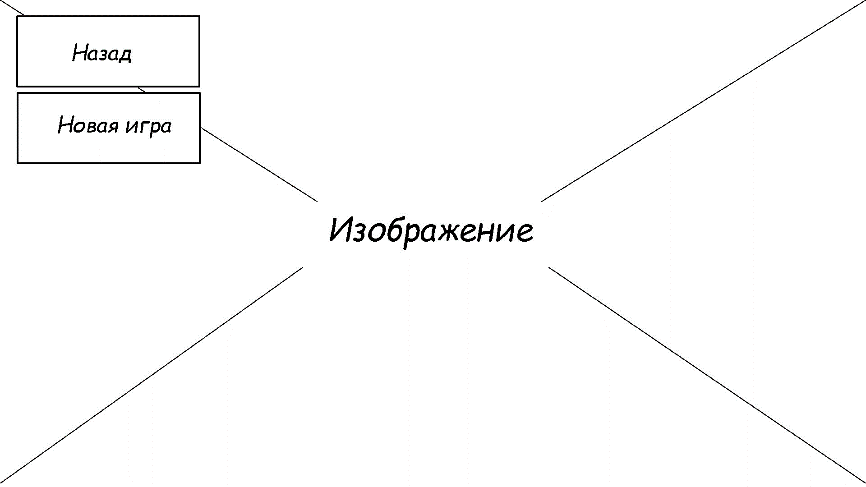 Назад
Новая игра
Изображение